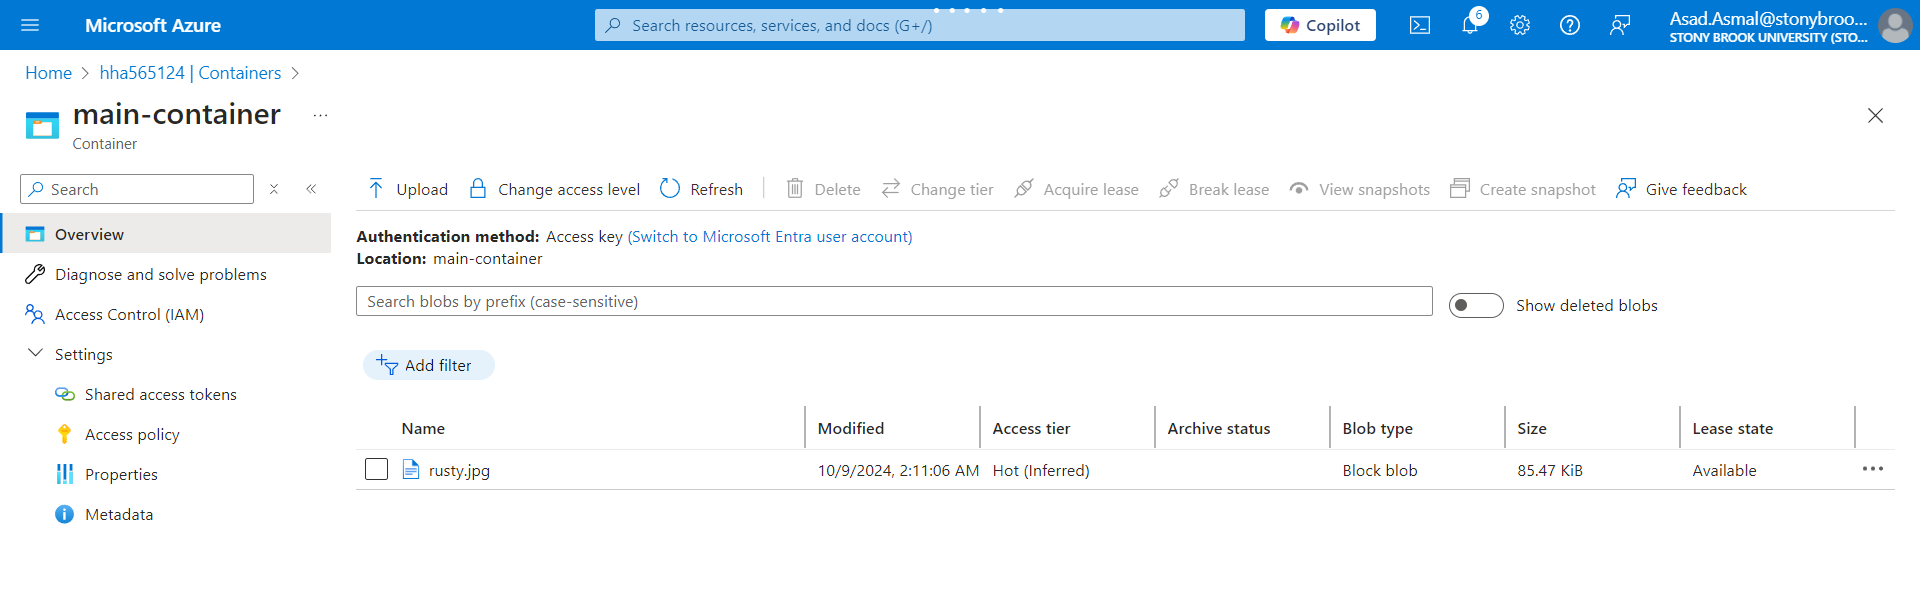 Microsoft Azure
Search resources, services, and docs (G+/)
Copilot
6
Asad.Asmal@stonybroo...
STONY BROOK UNIVERSITY (STO...
Home > hha565124 | Containers >
main-container ...
Container
Search
Upload Change access level Refresh Delete Change tier Acquire lease Break lease View snapshots Create snapshot Give feedback
Overview
Diagnose and solve problems
Access Control (IAM)
Settings
Shared access tokens
Access policy
Properties
Metadata
Authentication method: Access key (Switch to Microsoft Entra user account)
Location: main-container
Search blobs by prefix (case-sensitive)
Show deleted blobs
Add filter
Name Modified Access tier Archive status Blob type Size Lease state
rusty.jpg 10/9/2024, 2:11:06 AM Hot (Inferred) Block blob 85.47 KiB Available ...